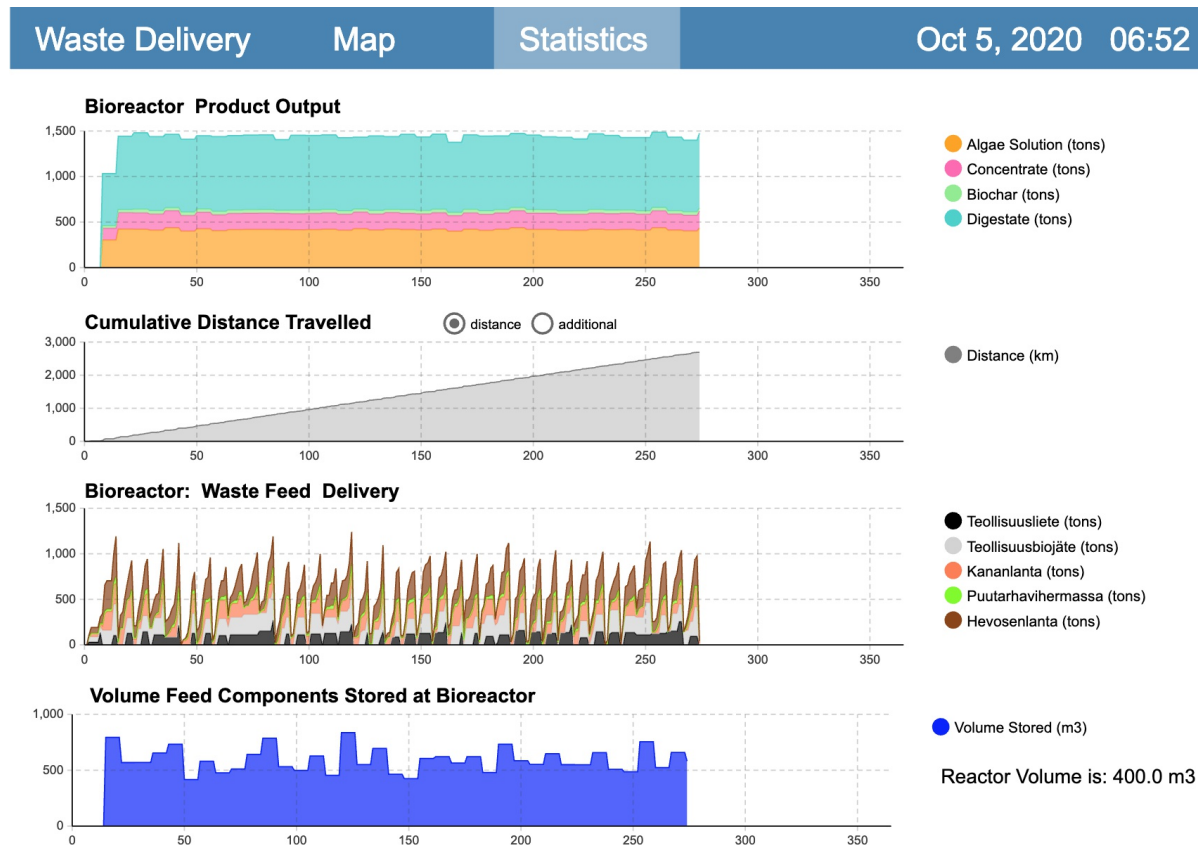 Waste Delivery Map Statistics Oct 5, 2020 06:52
Bioreactor Product Output
1,500
1,000
500
0
0 50 100 150 200 250 300 350
Algae Solution (tons)
Concentrate (tons)
Biochar (tons)
Digestate (tons)
Cumulative Distance Travelled distance additional
3,000
2,000
1,000
0
0 50 100 150 200 250 300 350
Distance (km)
Bioreactor: Waste Feed Delivery
1,500
1,000
500
0
0 50 100 150 200 250 300 350
Teollisuusliete (tons)
Teollisuusbiojäte (tons)
Kananlanta (tons)
Puutarhavihermassa (tons)
Hevosenlanta (tons)
Volume Feed Components Stored at Bioreactor
1,000
500
0
0 50 100 150 200 250 300 350
Volume Stored (m3)
Reactor Volume is: 400.0 m3